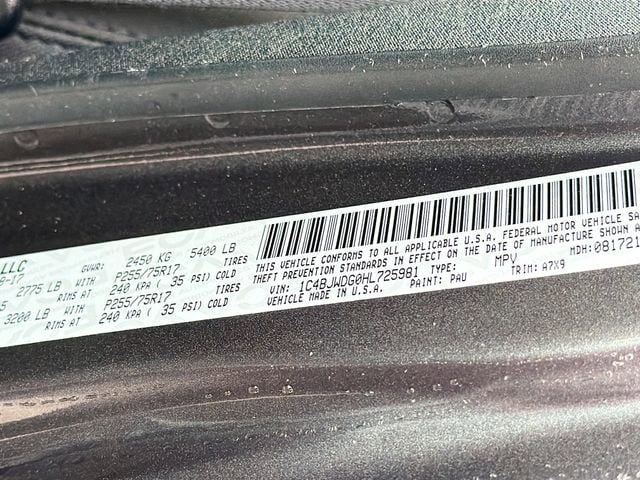 LLC
8-17
GVWR: 2450 KG 5400 LB
2775 LB WITH P255/75R17 TIRES
RIMS AT 240 KPA ( 35 PSI) COLD
3200 LB WITH P255/75R17 TIRES
RIMS AT 240 KPA ( 35 PSI) COLD
THIS VEHICLE CONFORMS TO ALL APPLICABLE U.S.A. FEDERAL MOTOR VEHICLE SA
THEFT PREVENTION STANDARDS IN EFFECT ON THE DATE OF MANUFACTURE SHOWN
VIN: 1C4BJWDG0HL725981 TYPE: MPV MDH: 081721
VEHICLE MADE IN U.S.A. PAINT: PAU TRIM: A7X9